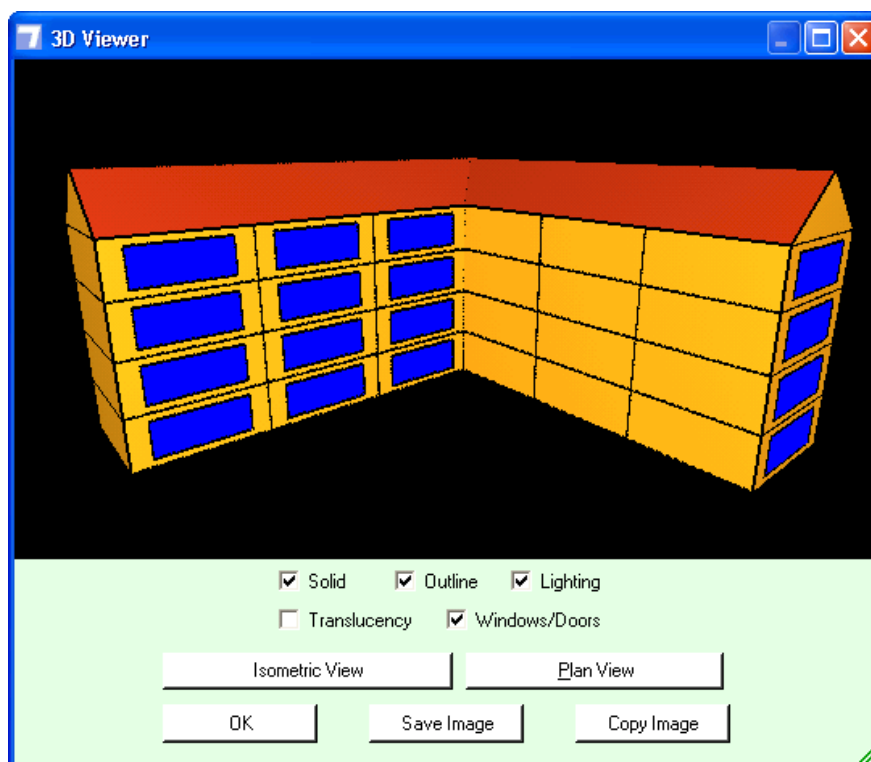 3D Viewer
Solid Outline Lighting
Translucency Windows/Doors
Isometric View Plan View
OK Save Image Copy Image